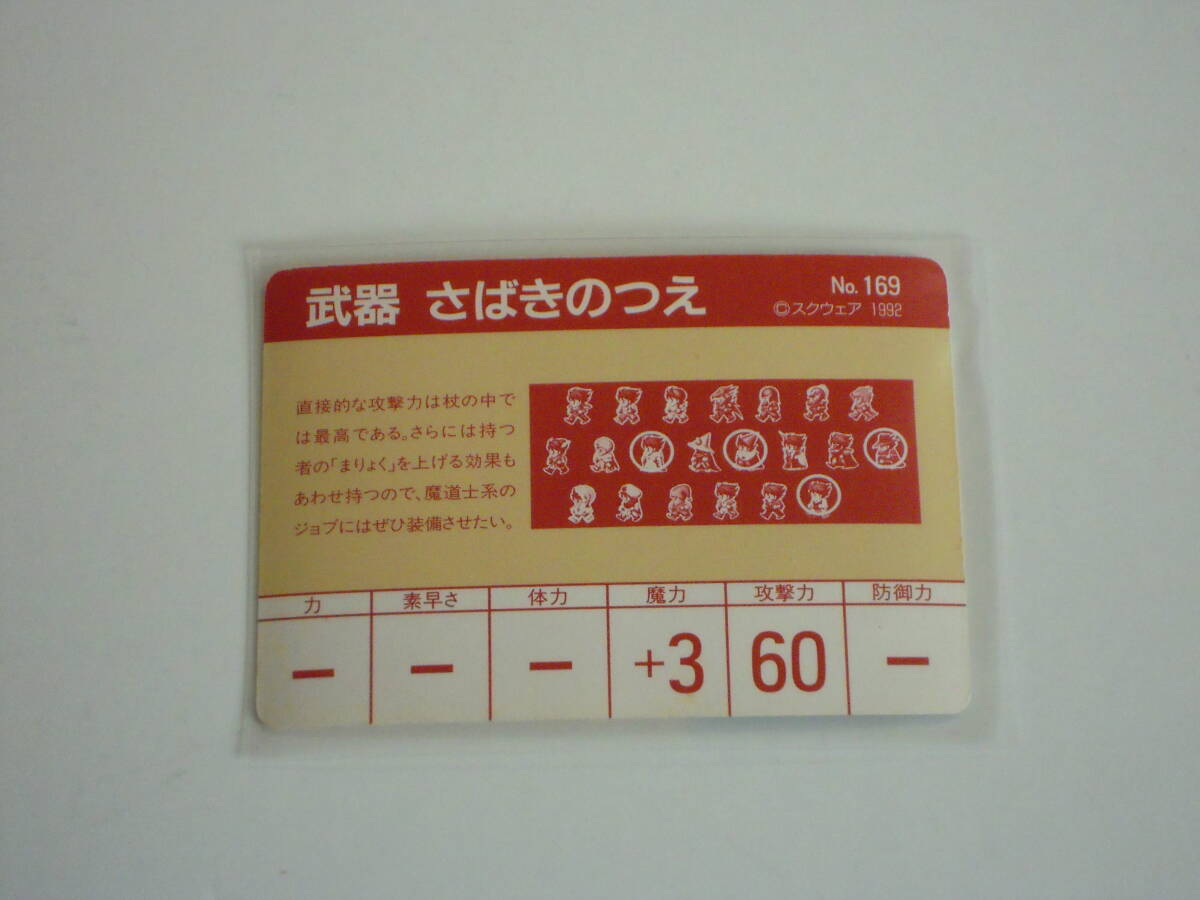 武器 さばきのつえ
No.169
©スクウェア 1992
直接的な攻撃力は杖の中で
は最高である。さらには持つ
者の「まりょく」を上げる効果も
あわせ持つので、魔道士系の
ジョブにはぜひ装備させたい。
力 素早さ 体力 魔力 攻撃力 防御力
ー ー ー +3 60 ー